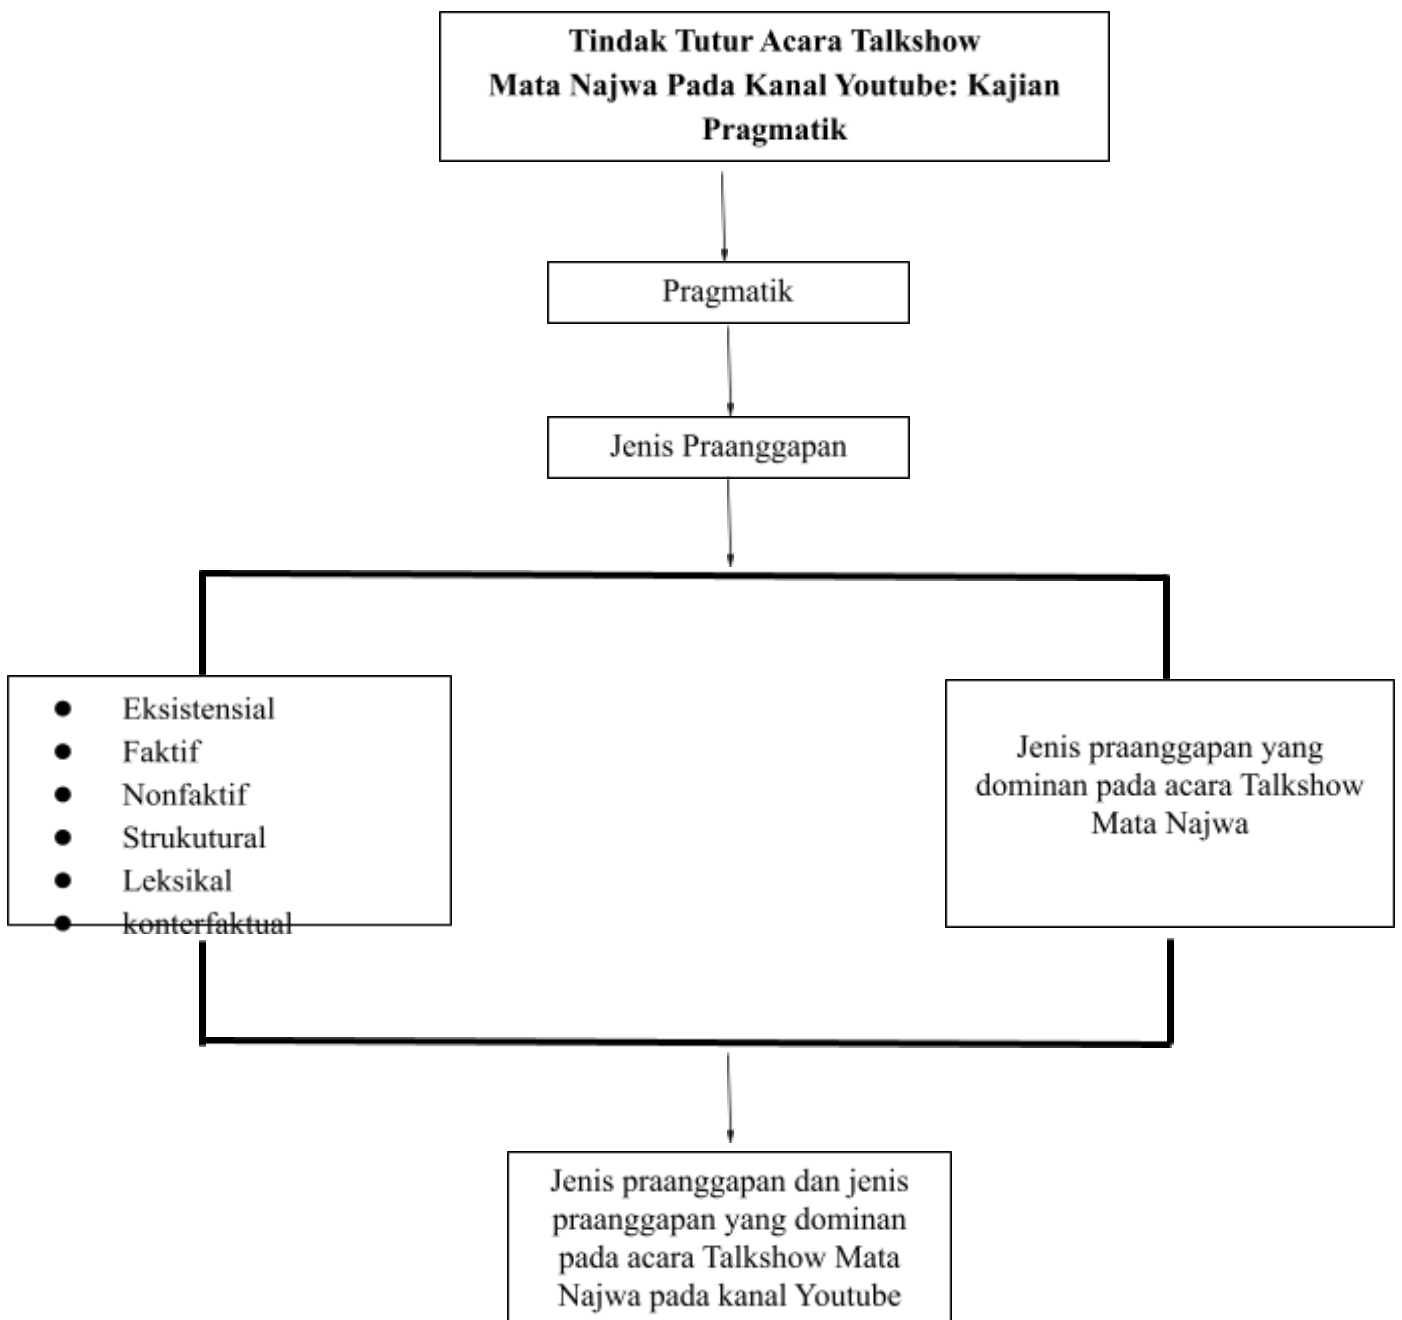 Tindak Tutur Acara Talkshow
Mata Najwa Pada Kanal Youtube: Kajian
Pragmatik
Pragmatik
Jenis Praanggapan
● Eksistensial
● Faktif
● Nonfaktif
● Strukutural
● Leksikal
● konterfaktual
Jenis praanggapan yang
dominan pada acara Talkshow
Mata Najwa
Jenis praanggapan dan jenis
praanggapan yang dominan
pada acara Talkshow Mata
Najwa pada kanal Youtube